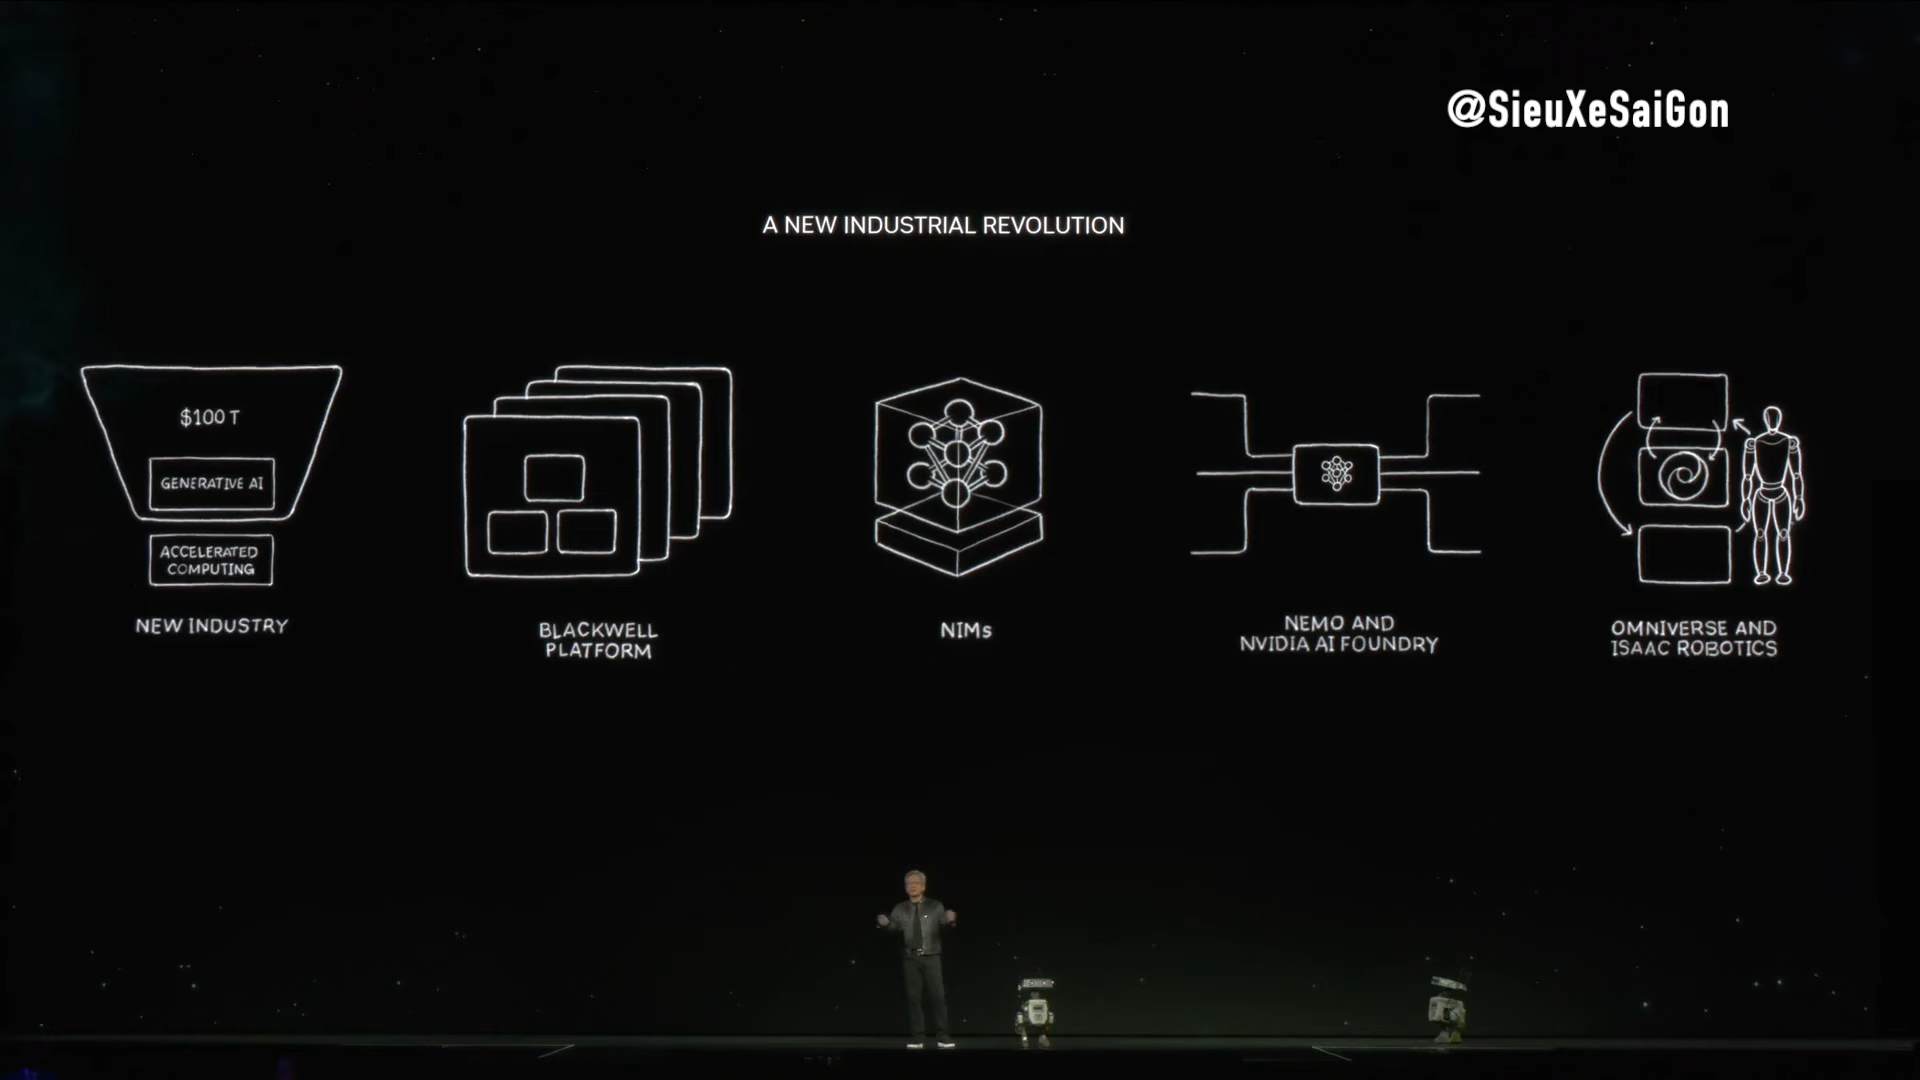 @SieuXeSaiGon
A NEW INDUSTRIAL REVOLUTION
$100 T
GENERATIVE AI
ACCELERATED
COMPUTING
NEW INDUSTRY
BLACKWELL
PLATFORM
NIMs
NEMO AND
NVIDIA AI FOUNDRY
OMNIVERSE AND
ISAAC ROBOTICS